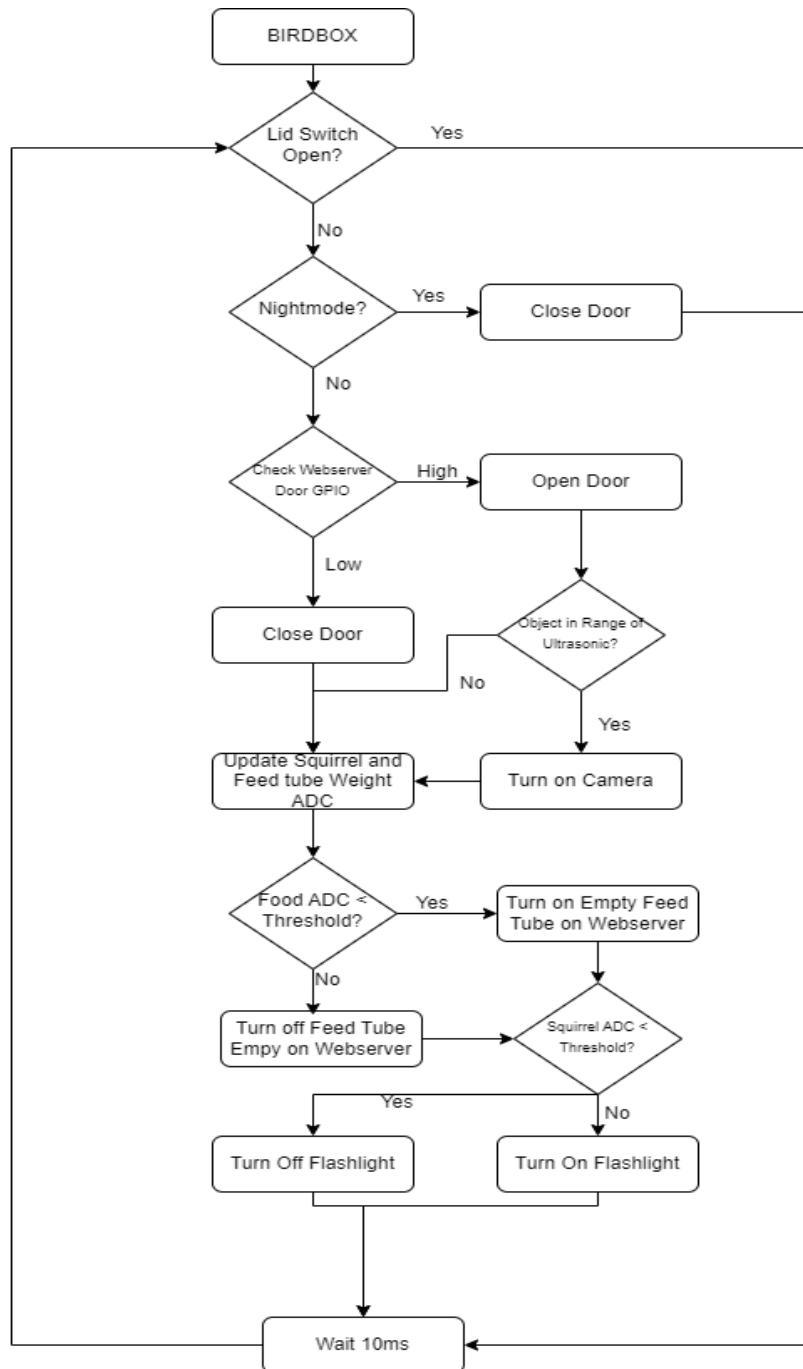 BIRDBOX
Lid Switch
Open?
Yes
No
Nightmode?
Yes
Close Door
No
Check Webserver
Door GPIO
High
Open Door
Low
Close Door
Object in Range of
Ultrasonic?
No
Yes
Update Squirrel and
Feed tube Weight
ADC
Turn on Camera
Food ADC <
Threshold?
Yes
Turn on Empty Feed
Tube on Webserver
No
Turn off Feed Tube
Empy on Webserver
Squirrel ADC <
Threshold?
Yes
No
Turn Off Flashlight
Turn On Flashlight
Wait 10ms